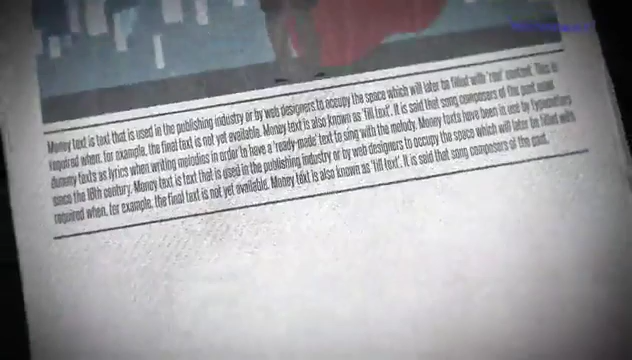 Money text is text that is used in the publishing industry or by web designers to occupy the space which will later be filled with 'real' content. This is
required when, for example, the final text is not yet available. Money text is also known as 'fill text'. It is said that song composers of the past used
dummy texts as lyrics when writing melodies in order to have a 'ready-made' text to sing with the melody. Money texts have been in use by typesetters
since the 16th century. Money text is text that is used in the publishing industry or by web designers to occupy the space which will later be filled with
required when, for example, the final text is not yet available. Money text is also known as 'fill text'. It is said that song composers of the past.